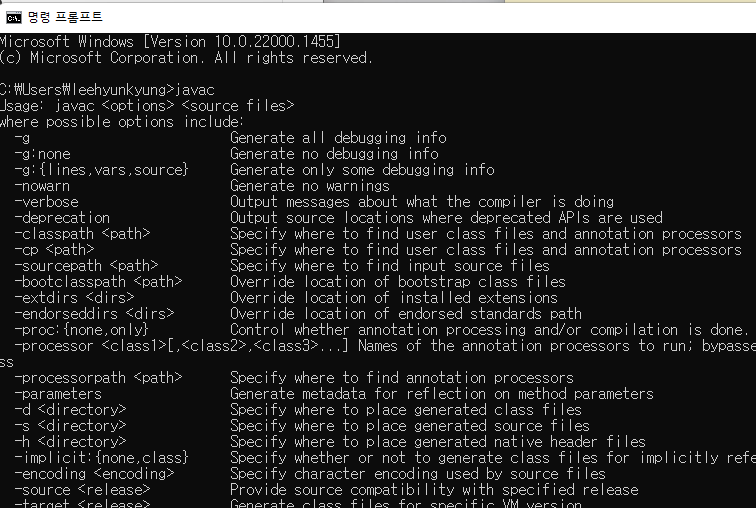 명령 프롬프트
Microsoft Windows [Version 10.0.22000.1455]
(c) Microsoft Corporation. All rights reserved.
C:₩Users₩leehyunkyung>javac
Usage: javac <options> <source files>
where possible options include:
-g Generate all debugging info
-g:none Generate no debugging info
-g:{lines,vars,source} Generate only some debugging info
-nowarn Generate no warnings
-verbose Output messages about what the compiler is doing
-deprecation Output source locations where deprecated APIs are used
-classpath <path> Specify where to find user class files and annotation processors
-cp <path> Specify where to find user class files and annotation processors
-sourcepath <path> Specify where to find input source files
-bootclasspath <path> Override location of bootstrap class files
-extdirs <dirs> Override location of installed extensions
-endorseddirs <dirs> Override location of endorsed standards path
-proc:{none,only} Control whether annotation processing and/or compilation is done.
-processor <class1>[,<class2>,<class3>...] Names of the annotation processors to run; bypasse
ss
-processorpath <path> Specify where to find annotation processors
-parameters Generate metadata for reflection on method parameters
-d <directory> Specify where to place generated class files
-s <directory> Specify where to place generated source files
-h <directory> Specify where to place generated native header files
-implicit:{none,class} Specify whether or not to generate class files for implicitly refe
-encoding <encoding> Specify character encoding used by source files
-source <release> Provide source compatibility with specified release
-target <release> Generate class files for specific VM version